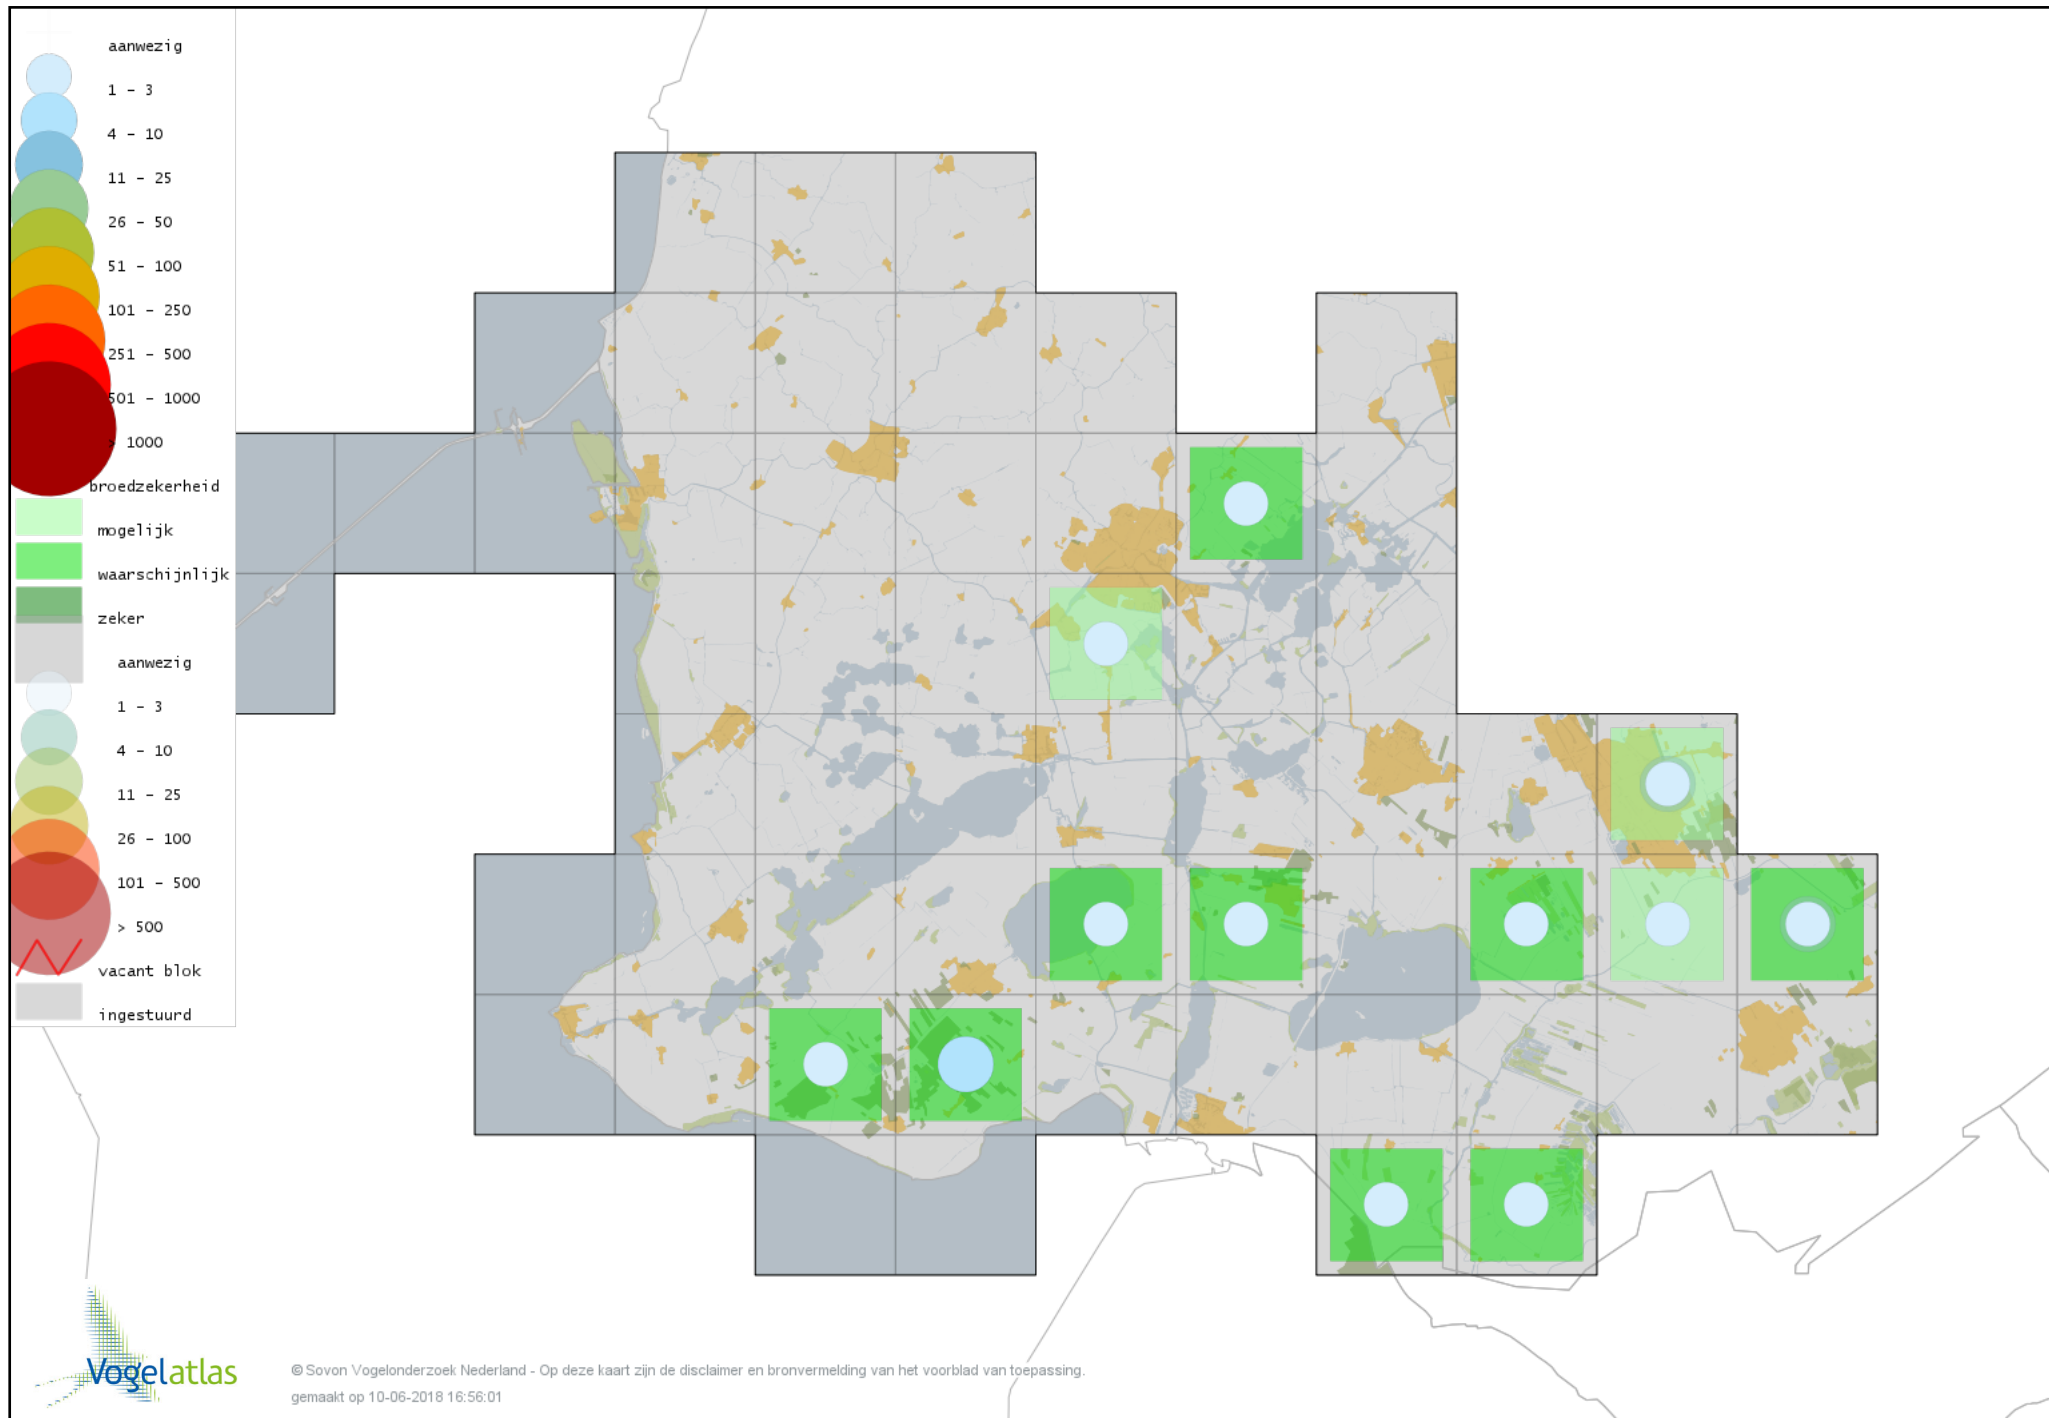 aanwezig
1 - 3
4 - 10
11 - 25
26 - 50
51 - 100
101 - 250
251 - 500
501 - 1000
> 1000
broedzekerheid
mogelijk
waarschijnlijk
zeker
aanwezig
1 - 3
4 - 10
11 - 25
26 - 100
101 - 500
> 500
vacant blok
ingestuurd
Vogelatlas
© Sovon Vogelonderzoek Nederland - Op deze kaart zijn de disclaimer en bronvermelding van het voorblad van toepassing.
gemaakt op 10-06-2018 16:56:01